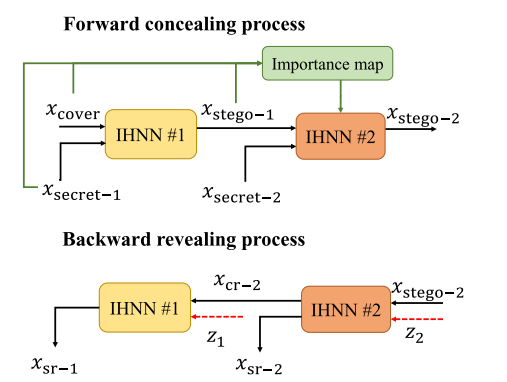 Forward concealing process
Importance map
x_cover
IHNN #1
x_stego−1
IHNN #2
x_stego−2
x_secret−1
x_secret−2
Backward revealing process
x_cr−2
IHNN #1
IHNN #2
x_stego−2
z_1
z_2
x_sr−1
x_sr−2